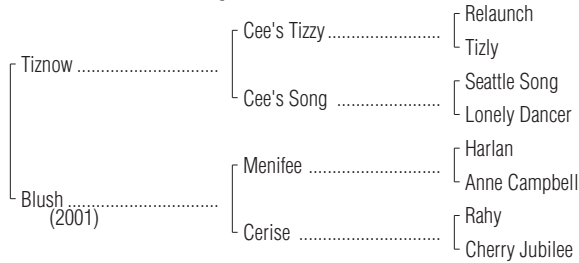 Relaunch
Cee's Tizzy ........................
Tizly
Tiznow ..............................
Seattle Song
Cee's Song ......................
Lonely Dancer
Harlan
Menifee ............................
Anne Campbell
Blush ...............................
(2001)
Rahy
Cerise ..............................
Cherry Jubilee